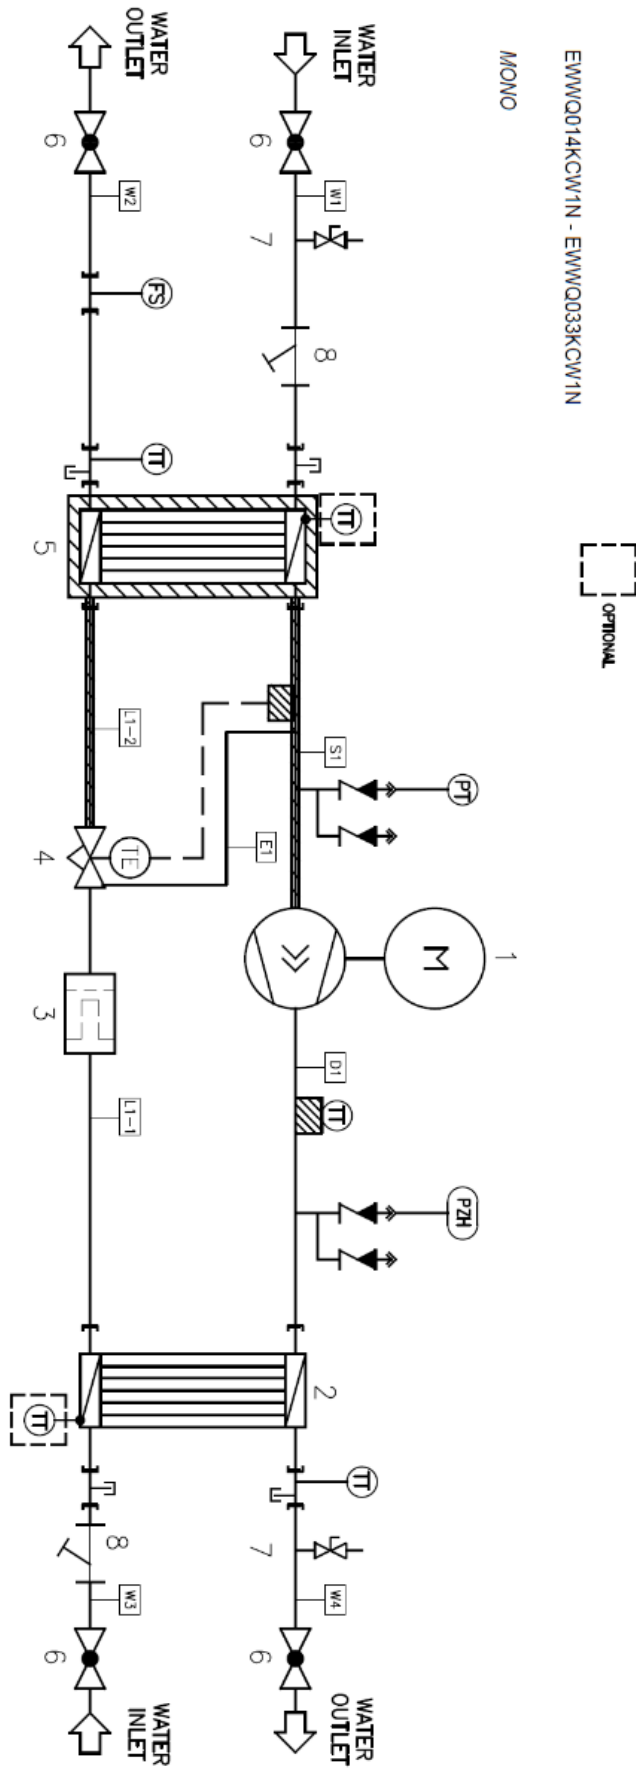 OPTIONAL
EWWQ014KCW1N - EWWQ033KCW1N
MONO
1
PT
PZH
M
WATER
INLET
TT
WATER
OUTLET
TT
W1
S1
D1
TT
W4
8
2
E1
6
7
7
6
WATER
OUTLET
FS
TT
WATER
INLET
W2
L1-2
TE
L1-1
W3
8
6
5
4
3
6
TT